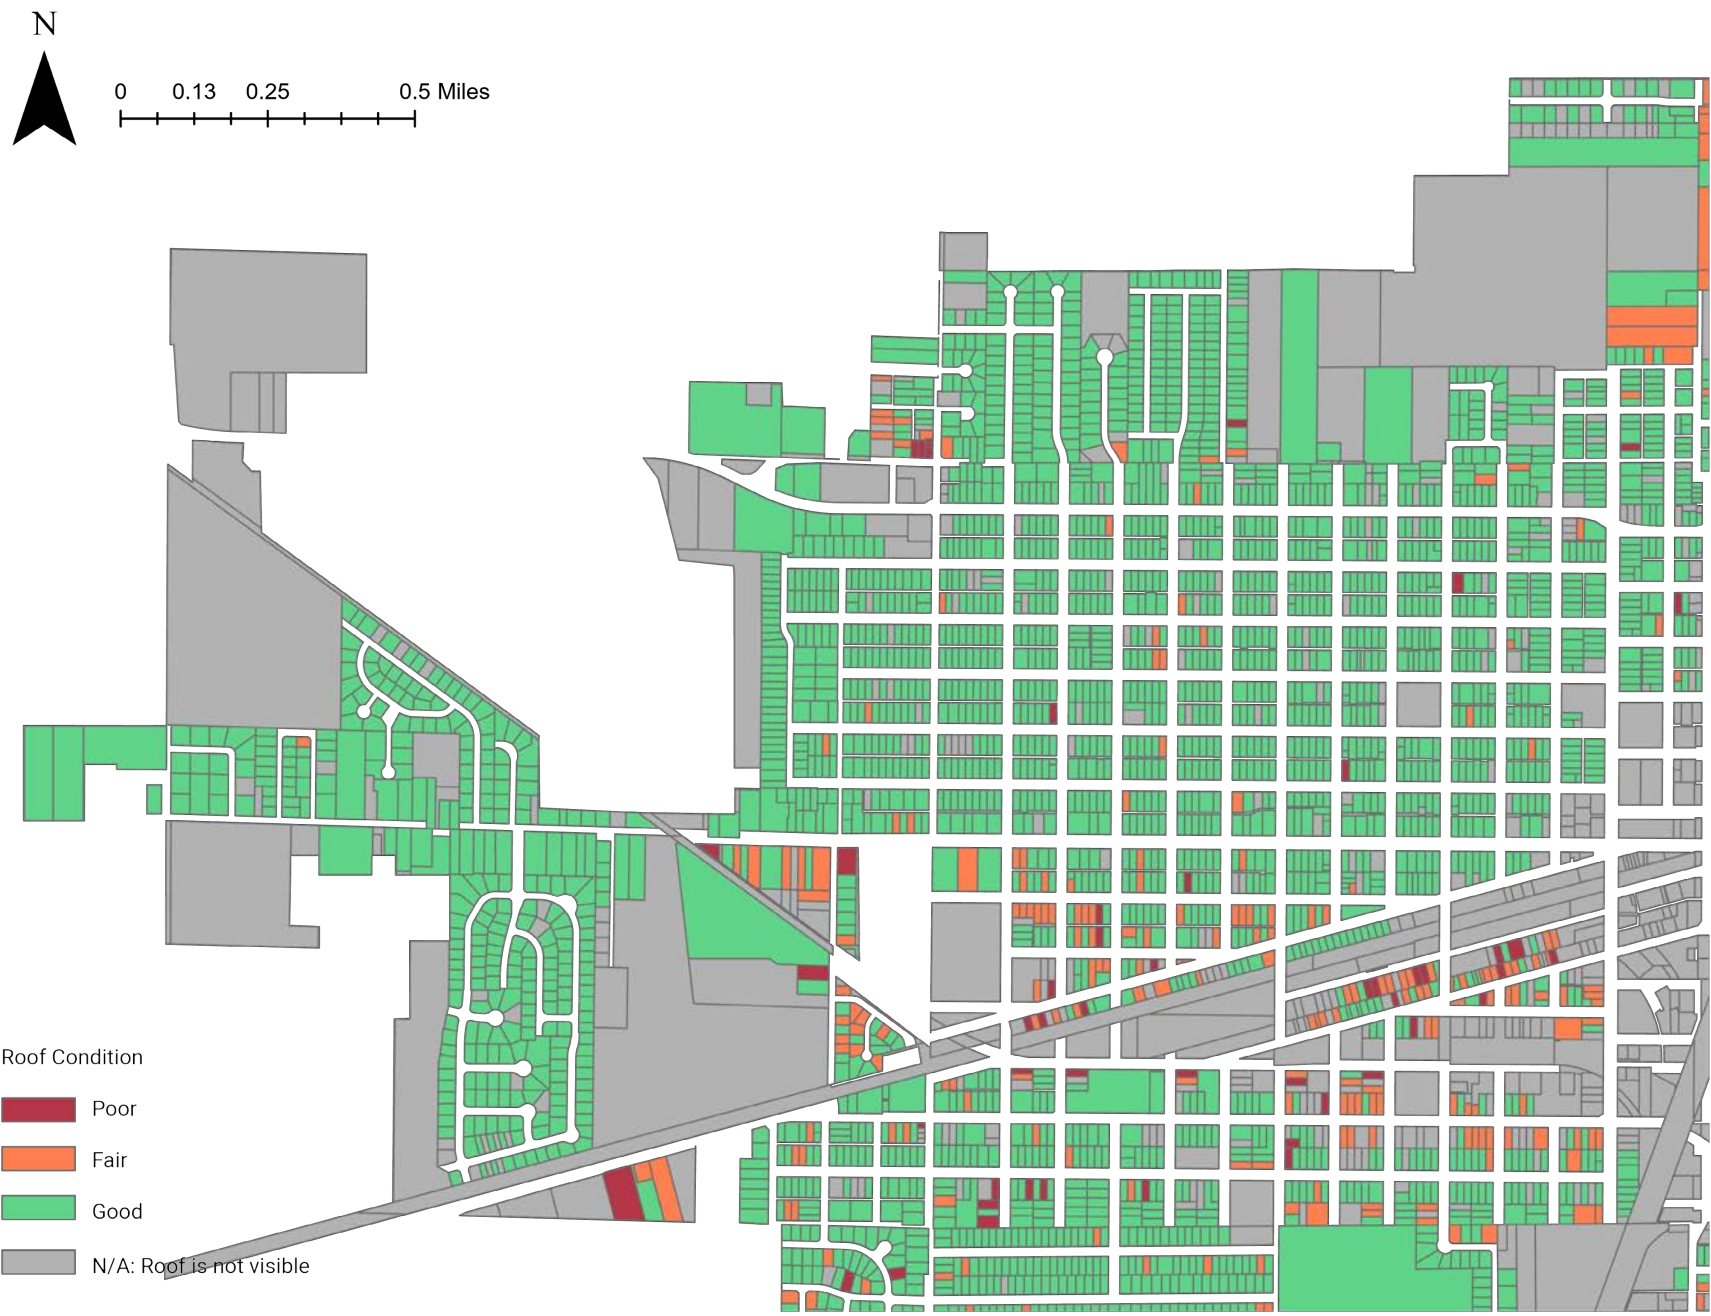 N
0 0.13 0.25 0.5 Miles
Roof Condition
Poor
Fair
Good
N/A: Roof is not visible